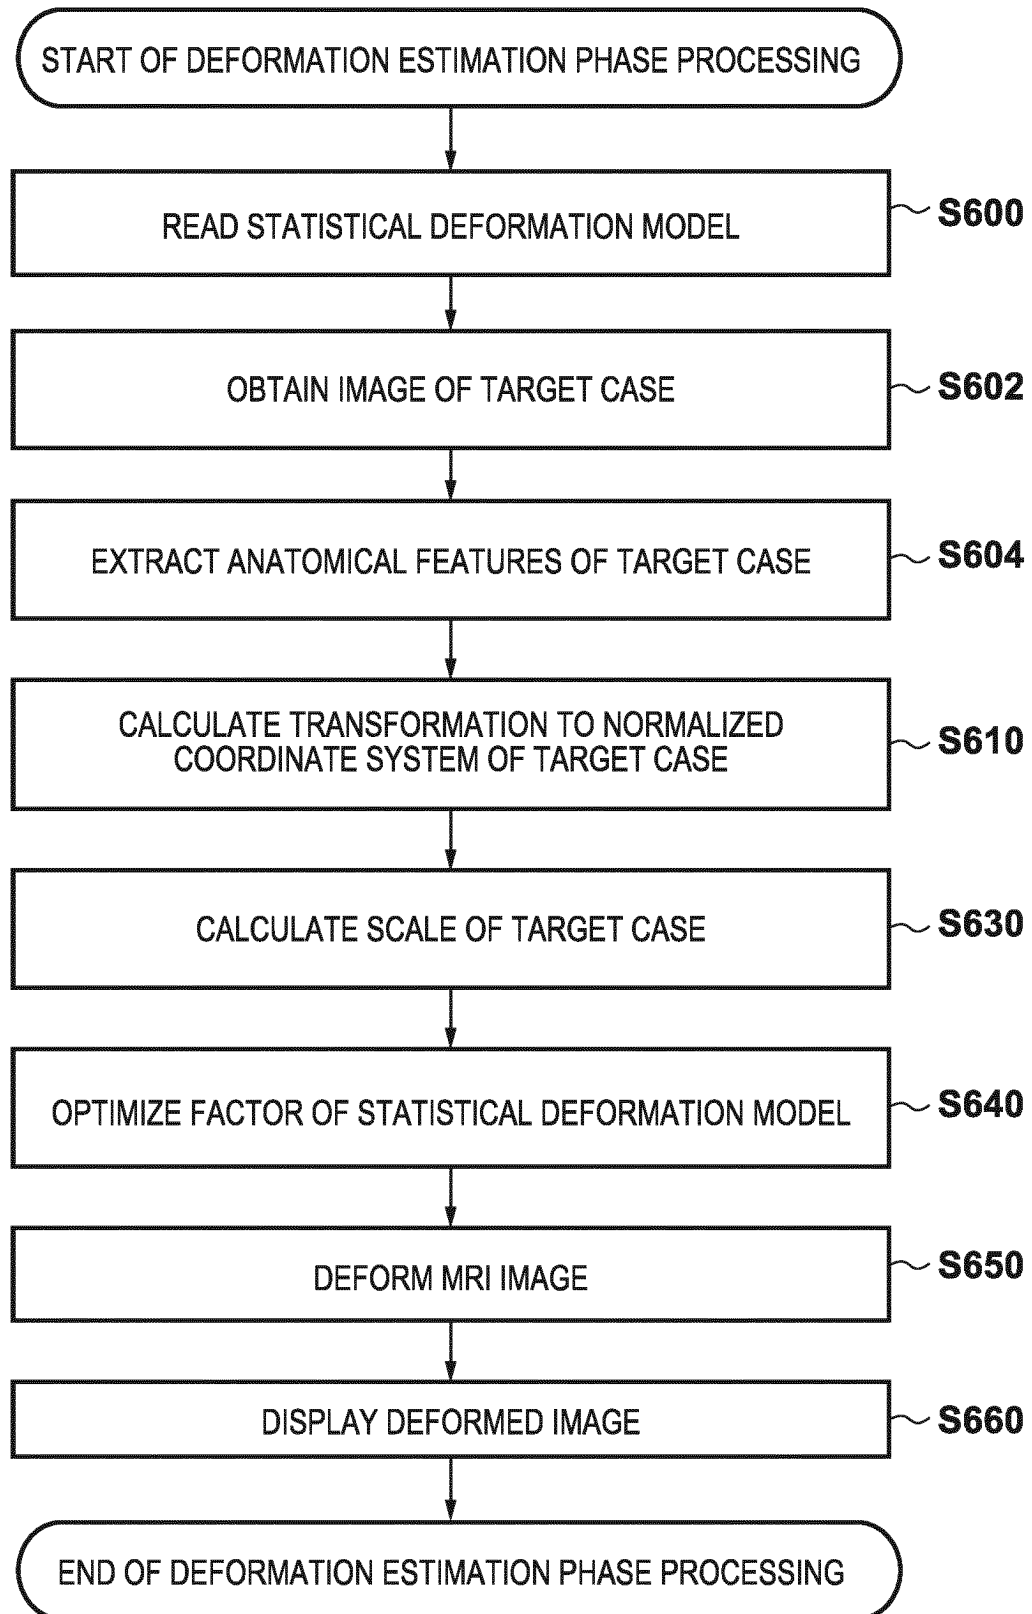 START OF DEFORMATION ESTIMATION PHASE PROCESSING
READ STATISTICAL DEFORMATION MODEL
S600
OBTAIN IMAGE OF TARGET CASE
S602
EXTRACT ANATOMICAL FEATURES OF TARGET CASE
S604
CALCULATE TRANSFORMATION TO NORMALIZED
COORDINATE SYSTEM OF TARGET CASE
S610
CALCULATE SCALE OF TARGET CASE
S630
OPTIMIZE FACTOR OF STATISTICAL DEFORMATION MODEL
S640
DEFORM MRI IMAGE
S650
DISPLAY DEFORMED IMAGE
S660
END OF DEFORMATION ESTIMATION PHASE PROCESSING